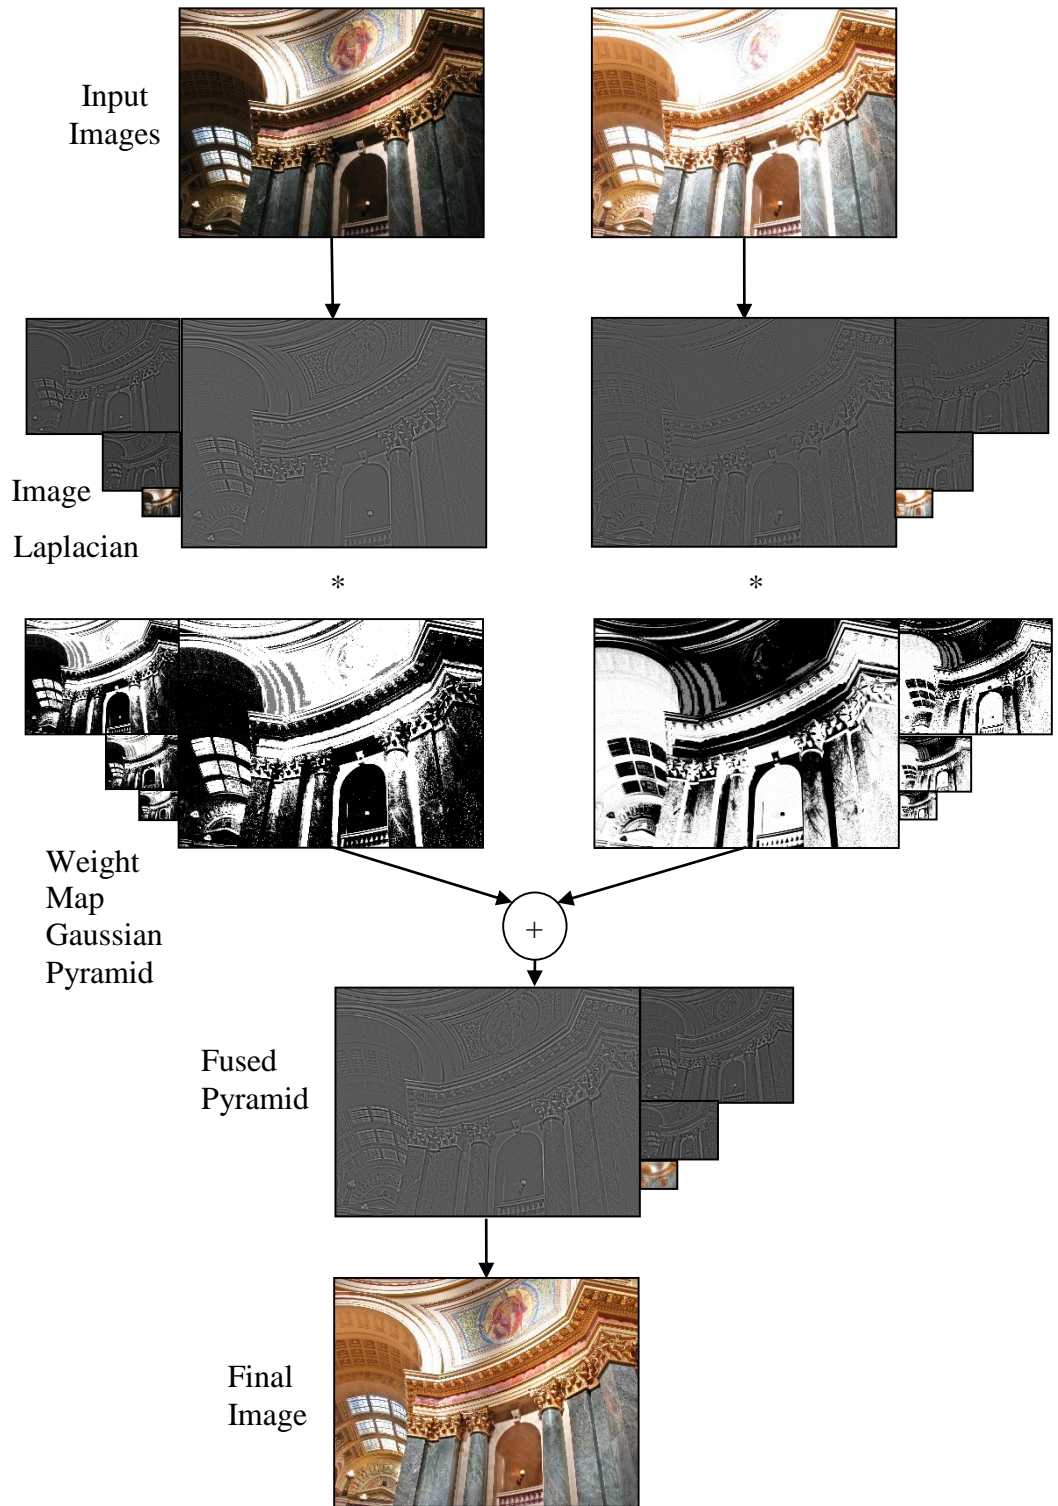 Input
Images
Image
Laplacian
* *
Weight
Map
Gaussian
Pyramid
+
Fused
Pyramid
Final
Image